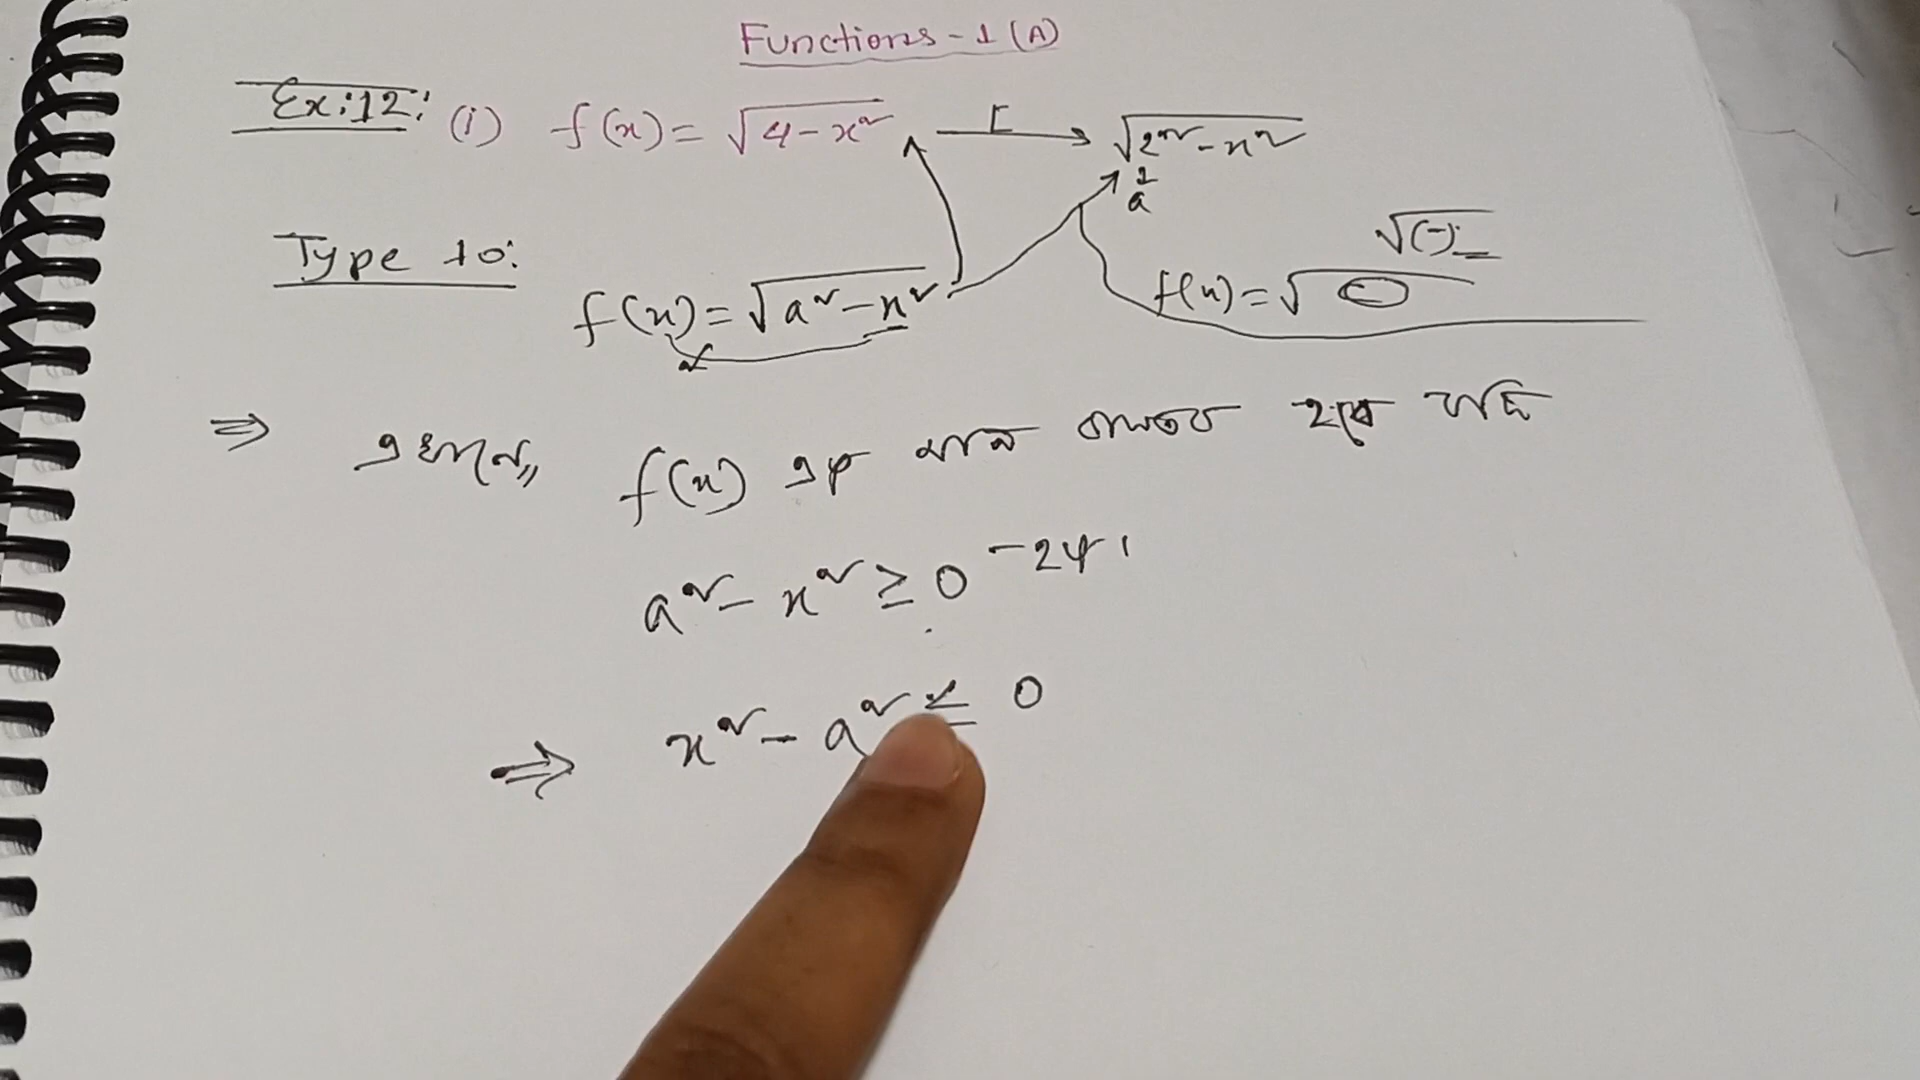 Functions - 1 (A)
Ex:12: (i) f(x) = √4-x² → √2²-x²
a
√(-)
Type 10:
f(x) = √a²-x² f(x) = √
⇒ এখানে, f(x) এর মান বাস্তব হবে যদি
a² - x² ≥ 0 হয়।
⇒ x² - a² ≤ 0